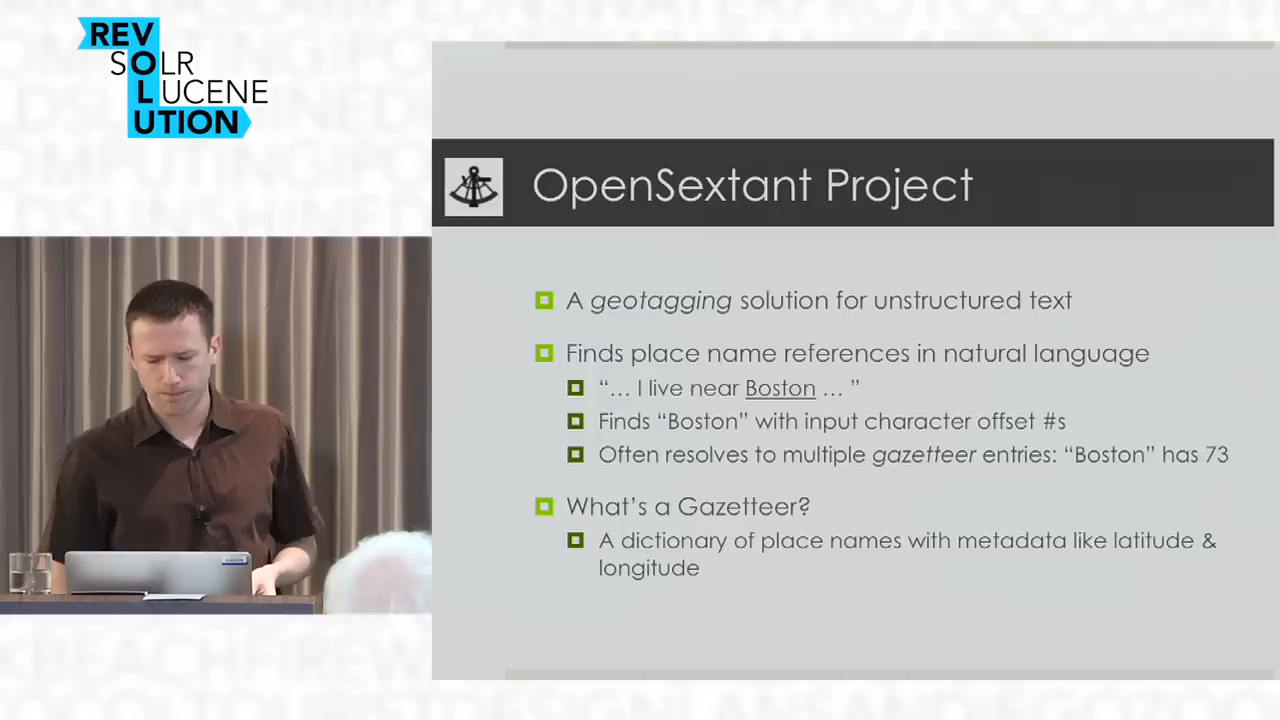 REV
SOLR
LUCENE
UTION
OpenSextant Project
A geotagging solution for unstructured text
Finds place name references in natural language
“… I live near Boston … ”
Finds “Boston” with input character offset #s
Often resolves to multiple gazetteer entries: “Boston” has 73
What’s a Gazetteer?
A dictionary of place names with metadata like latitude &
longitude